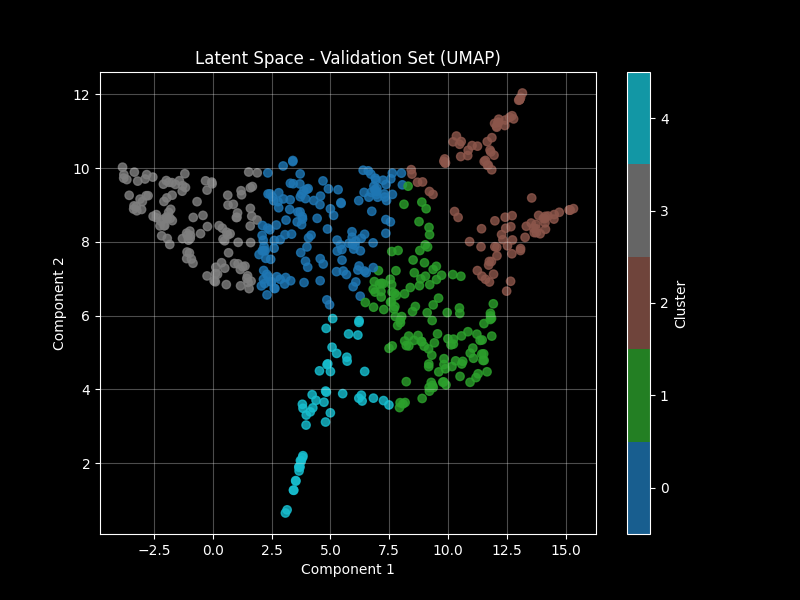 Latent Space - Validation Set (UMAP)
12
10
8
6
4
2
Component 2
−2.5 0.0 2.5 5.0 7.5 10.0 12.5 15.0
Component 1
4
3
2
1
0
Cluster